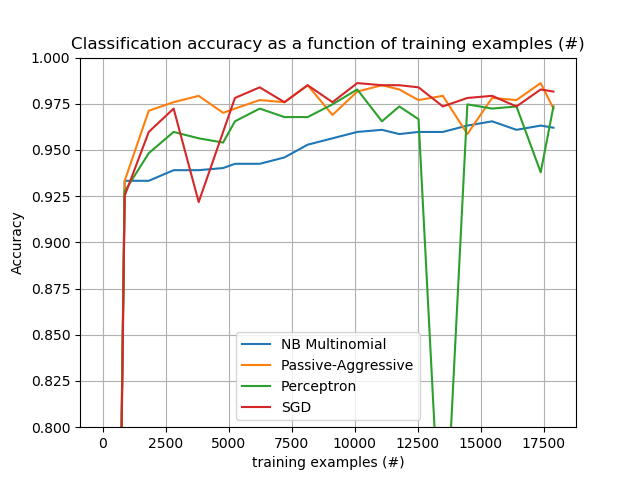 Classification accuracy as a function of training examples (#)
1.000
0.975
0.950
0.925
0.900
0.875
0.850
0.825
0.800
Accuracy
NB Multinomial
Passive-Aggressive
Perceptron
SGD
0 2500 5000 7500 10000 12500 15000 17500
training examples (#)